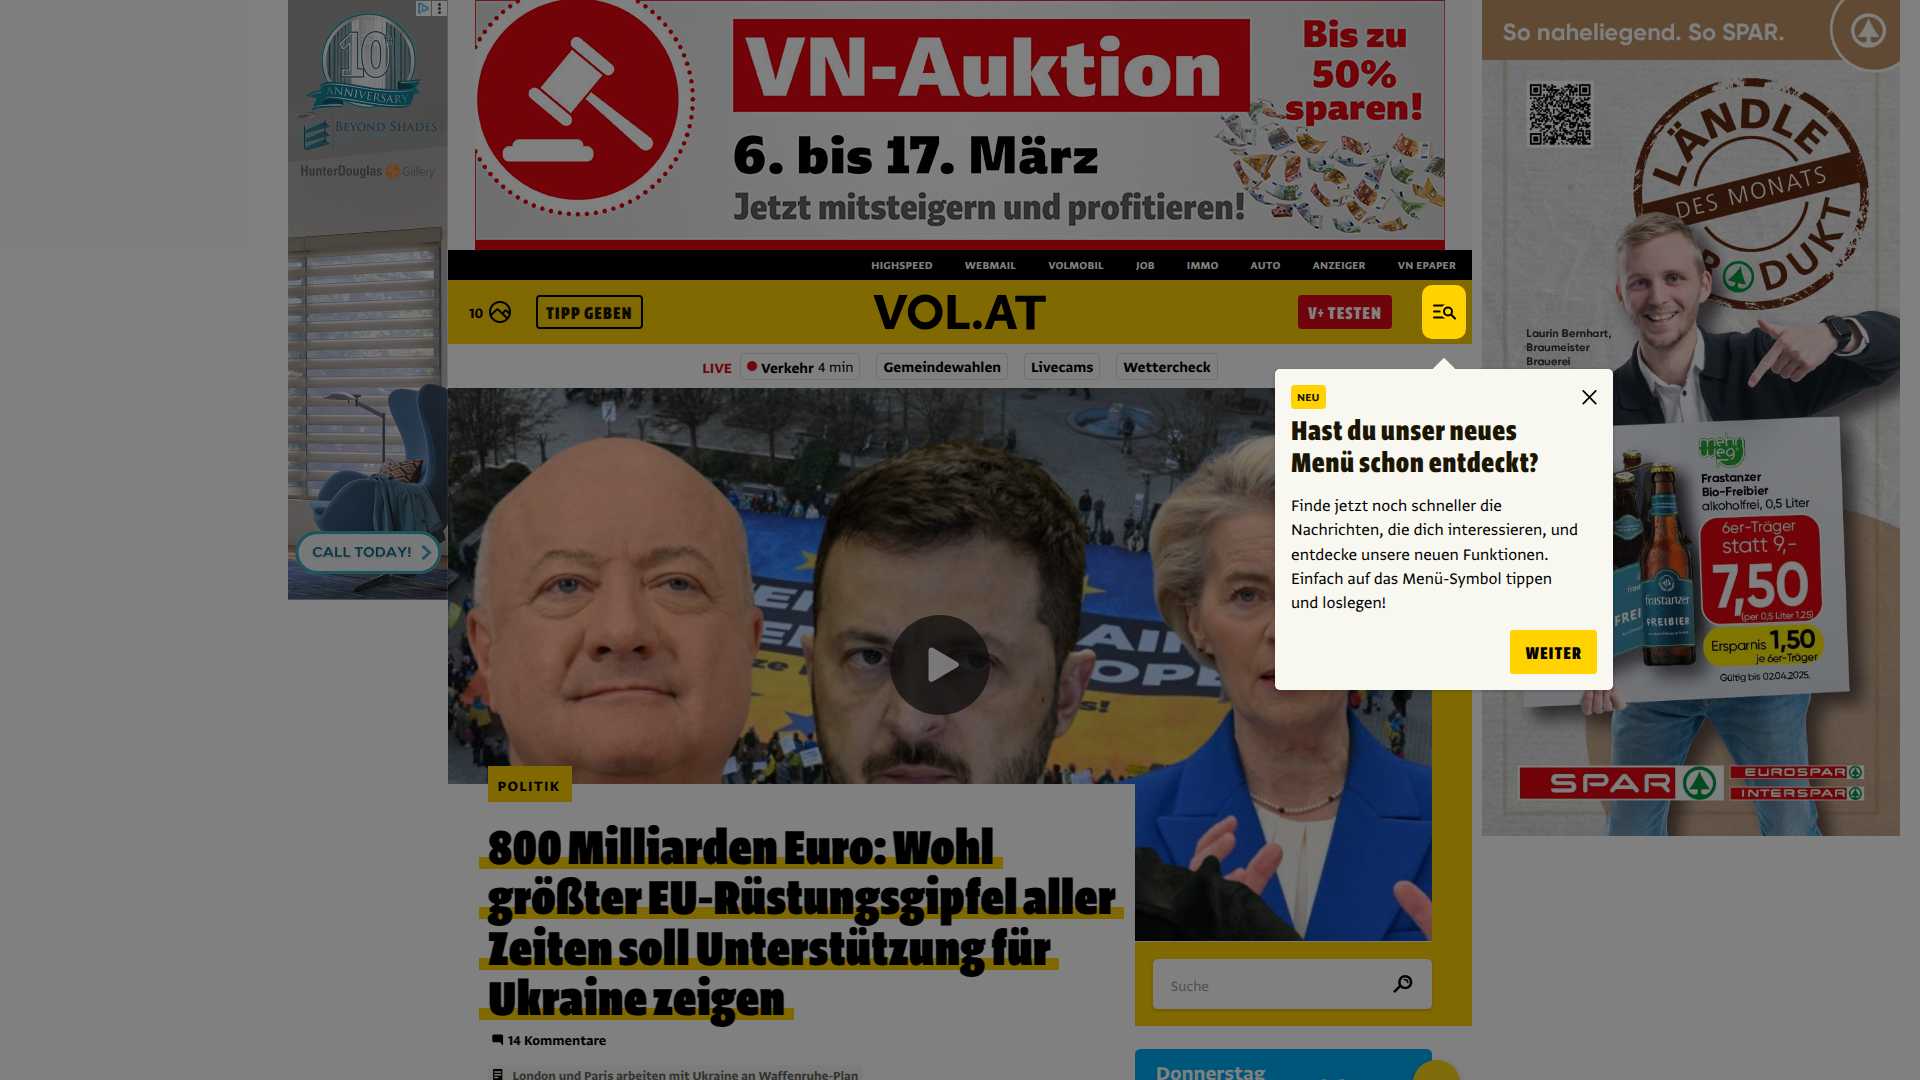 10
ANNIVERSARY
BEYOND SHADES
HunterDouglas Gallery
CALL TODAY!
VN-Auktion
6. bis 17. März
Jetzt mitsteigern und profitieren!
Bis zu
50%
sparen!
So naheliegend. So SPAR.
LÄNDLE
DES MONATS
PRODUKT
Laurin Bernhart,
Braumeister
Brauerei
mehr
weg
Frastanzer
Bio-Freibier
alkoholfrei, 0,5 Liter
6er-Träger
statt 9,-
7,50
(per 0,5 Liter 1.25)
Ersparnis 1,50
je 6er-Träger
Gültig bis 02.04.2025.
frastanzer
FREIBIER
SPAR
EUROSPAR
INTERSPAR
HIGHSPEED WEBMAIL VOLMOBIL JOB IMMO AUTO ANZEIGER VN EPAPER
10 TIPP GEBEN VOL.AT V+ TESTEN
LIVE Verkehr 4 min Gemeindewahlen Livecams Wettercheck
NEU
Hast du unser neues
Menü schon entdeckt?
Finde jetzt noch schneller die
Nachrichten, die dich interessieren, und
entdecke unsere neuen Funktionen.
Einfach auf das Menü-Symbol tippen
und loslegen!
WEITER
POLITIK
800 Milliarden Euro: Wohl
größter EU-Rüstungsgipfel aller
Zeiten soll Unterstützung für
Ukraine zeigen
14 Kommentare
London und Paris arbeiten mit Ukraine an Waffenruhe-Plan
Suche
Donnerstag